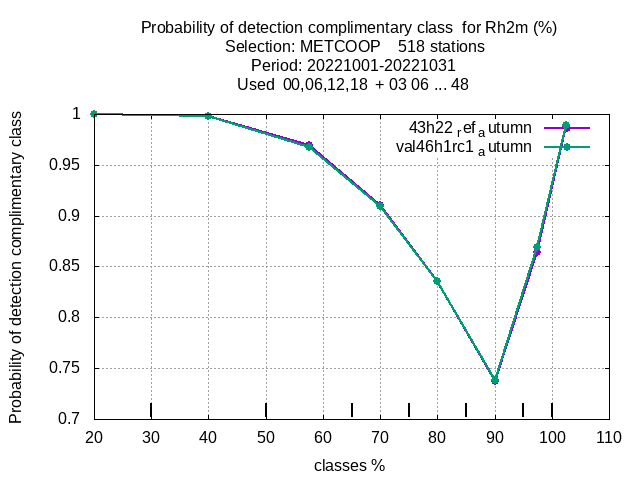 Probability of detection complimentary class  for Rh2m (%)
Selection: METCOOP    518 stations
Period: 20221001-20221031
Used  00,06,12,18  + 03 06 ... 48
43h22 ref a utumn
val46h1rc1 a utumn
Probability of detection complimentary class
1
0.95
0.9
0.85
0.8
0.75
0.7
20 30 40 50 60 70 80 90 100 110
classes %